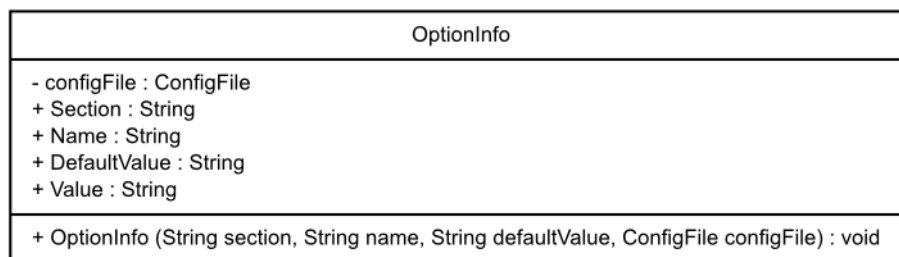 OptionInfo
- configFile : ConfigFile
+ Section : String
+ Name : String
+ DefaultValue : String
+ Value : String
+ OptionInfo (String section, String name, String defaultValue, ConfigFile configFile) : void